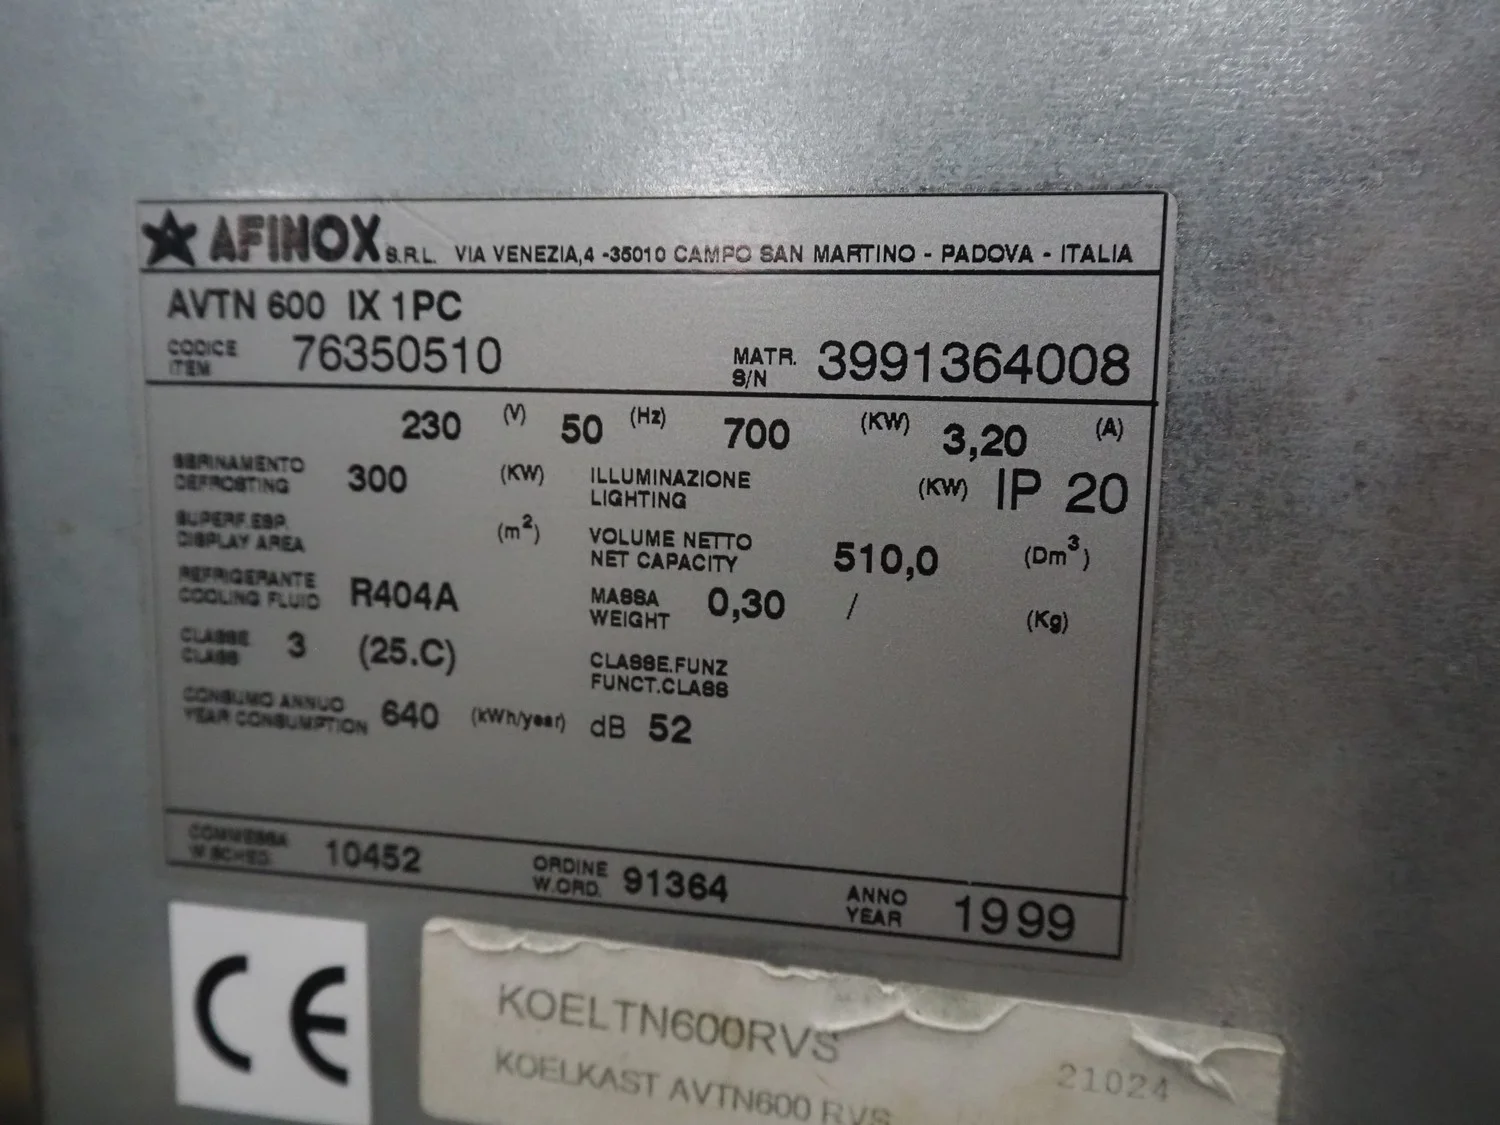 AFINOX S.R.L. VIA VENEZIA,4 -35010 CAMPO SAN MARTINO - PADOVA - ITALIA
AVTN 600 IX 1PC
CODICE
ITEM 76350510
MATR.
S/N 3991364008
230 (V) 50 (Hz) 700 (KW) 3,20 (A)
SBRINAMENTO
DEFROSTING 300 (KW)
ILLUMINAZIONE
LIGHTING (KW) IP 20
SUPERF.ESP.
DISPLAY AREA (m²)
VOLUME NETTO
NET CAPACITY 510,0 (Dm³)
REFRIGERANTE
COOLING FLUID R404A
MASSA
WEIGHT 0,30 / (Kg)
CLASSE
CLASS 3 (25.C)
CLASSE.FUNZ
FUNCT.CLASS
CONSUMO ANNUO
YEAR CONSUMPTION 640 (kWh/year)
dB 52
COMMESSA
W.SCHED. 10452
ORDINE
W.ORD. 91364
ANNO
YEAR 1999
CE
KOELTN600RVS
KOELKAST AVTN600 RVS
21024